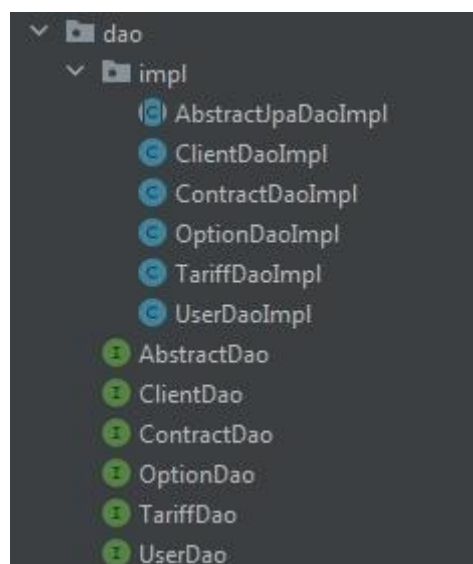 dao
impl
AbstractJpaDaoImpl
ClientDaoImpl
ContractDaoImpl
OptionDaoImpl
TariffDaoImpl
UserDaoImpl
AbstractDao
ClientDao
ContractDao
OptionDao
TariffDao
UserDao